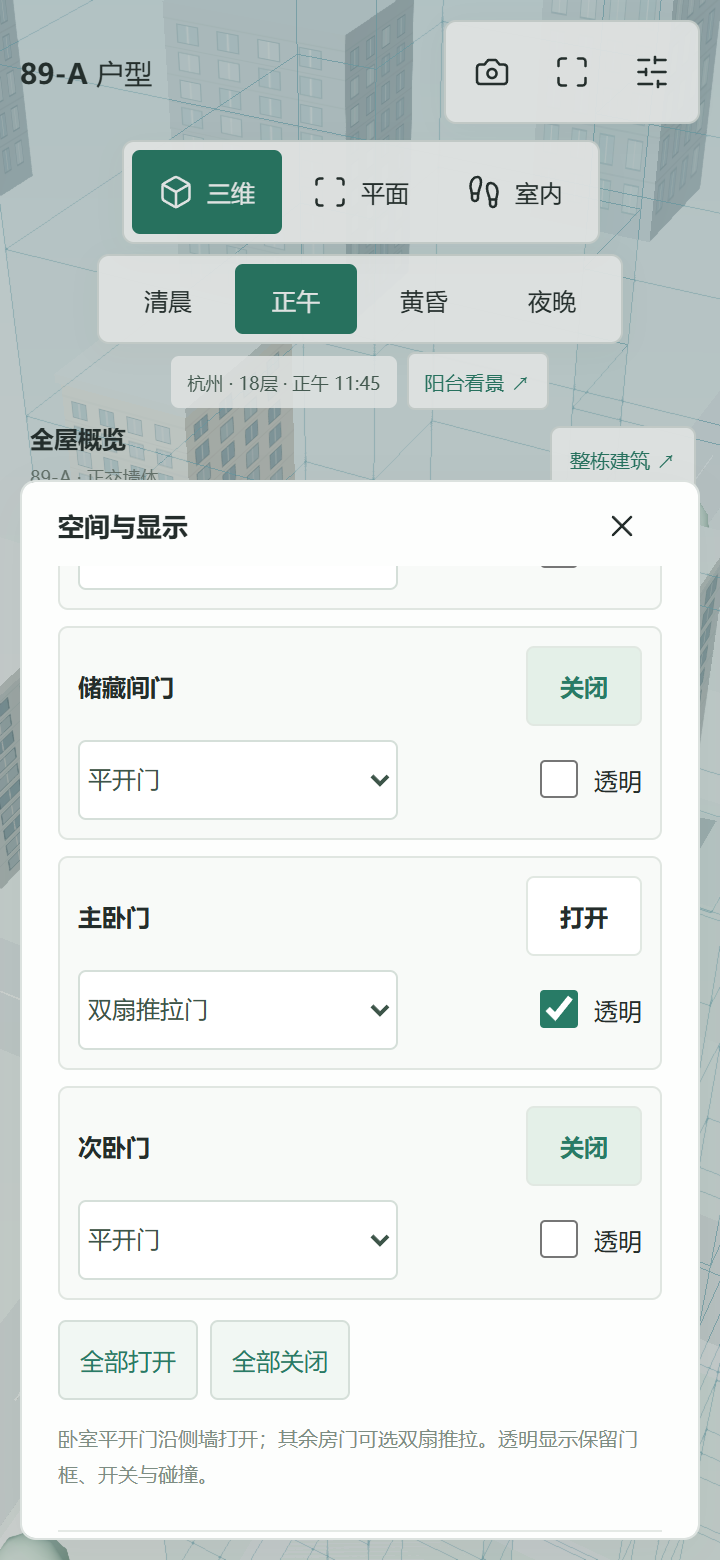 89-A 户型
三维
平面
室内
清晨
正午
黄昏
夜晚
杭州 · 18层 · 正午 11:45
阳台看景 ↗
全屋概览
整栋建筑 ↗
89-A · 正交墙体
空间与显示
储藏间门
关闭
平开门
透明
主卧门
打开
双扇推拉门
透明
次卧门
关闭
平开门
透明
全部打开
全部关闭
卧室平开门沿侧墙打开；其余房门可选双扇推拉。透明显示保留门
框、开关与碰撞。